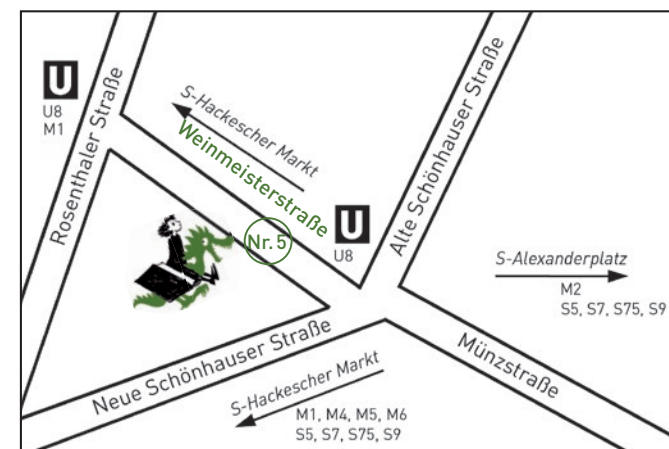 U
U8
M1
Rosenthaler Straße
S-Hackescher Markt
Weinmeisterstraße
Nr. 5
U
U8
Alte Schönhauser Straße
S-Alexanderplatz
M2
S5, S7, S75, S9
Neue Schönhauser Straße
Münzstraße
S-Hackescher Markt
M1, M4, M5, M6
S5, S7, S75, S9